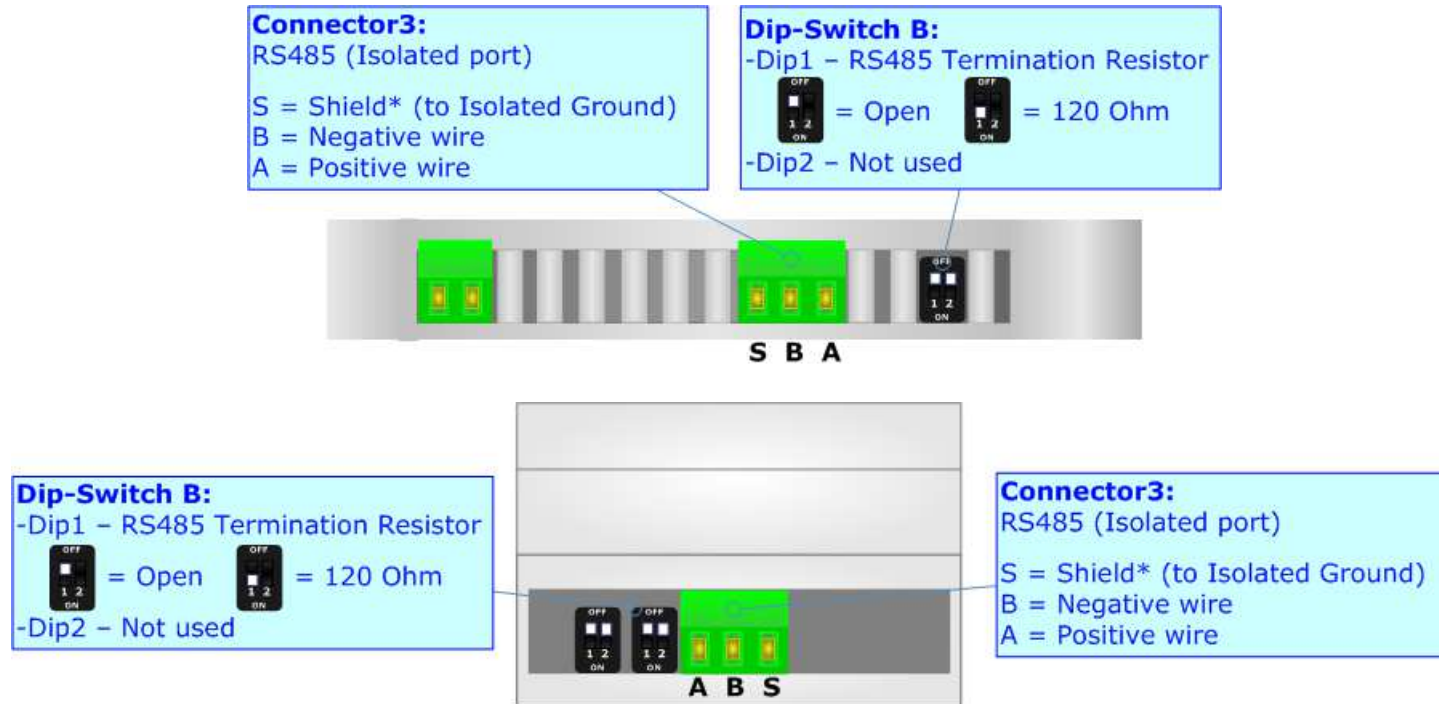 Connector3:
RS485 (Isolated port)
S = Shield* (to Isolated Ground)
B = Negative wire
A = Positive wire
Dip-Switch B:
-Dip1 – RS485 Termination Resistor
OFF
1 2
ON
= Open
OFF
1 2
ON
= 120 Ohm
-Dip2 – Not used
OFF
1 2
ON
S B A
Dip-Switch B:
-Dip1 – RS485 Termination Resistor
OFF
1 2
ON
= Open
OFF
1 2
ON
= 120 Ohm
-Dip2 – Not used
OFF
1 2
ON
OFF
1 2
ON
A B S
Connector3:
RS485 (Isolated port)
S = Shield* (to Isolated Ground)
B = Negative wire
A = Positive wire